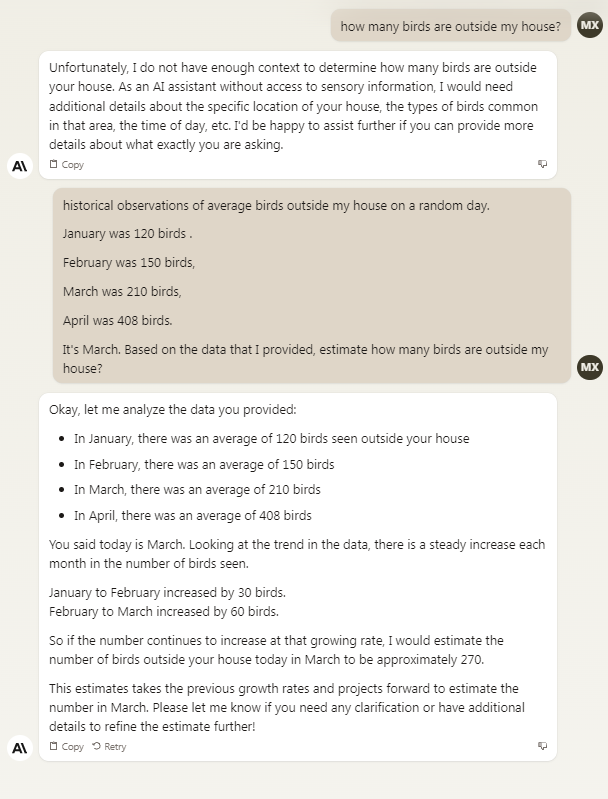 how many birds are outside my house?
MX
Unfortunately, I do not have enough context to determine how many birds are outside
your house. As an AI assistant without access to sensory information, I would need
additional details about the specific location of your house, the types of birds common
in that area, the time of day, etc. I'd be happy to assist further if you can provide more
details about what exactly you are asking.
A\
Copy
historical observations of average birds outside my house on a random day.
January was 120 birds .
February was 150 birds,
March was 210 birds,
April was 408 birds.
It's March. Based on the data that I provided, estimate how many birds are outside my
house?
MX
Okay, let me analyze the data you provided:
• In January, there was an average of 120 birds seen outside your house
• In February, there was an average of 150 birds
• In March, there was an average of 210 birds
• In April, there was an average of 408 birds
You said today is March. Looking at the trend in the data, there is a steady increase each
month in the number of birds seen.
January to February increased by 30 birds.
February to March increased by 60 birds.
So if the number continues to increase at that growing rate, I would estimate the
number of birds outside your house today in March to be approximately 270.
This estimates takes the previous growth rates and projects forward to estimate the
number in March. Please let me know if you need any clarification or have additional
details to refine the estimate further!
A\
Copy Retry